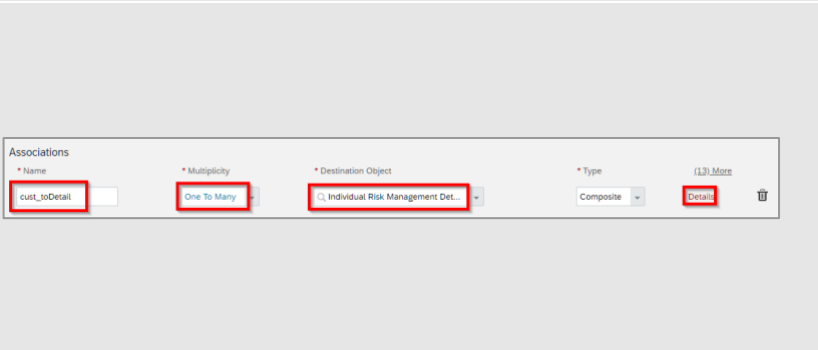 Associations
* Name * Multiplicity * Destination Object * Type (13) More
cust_toDetail One To Many Individual Risk Management Det... Composite Details